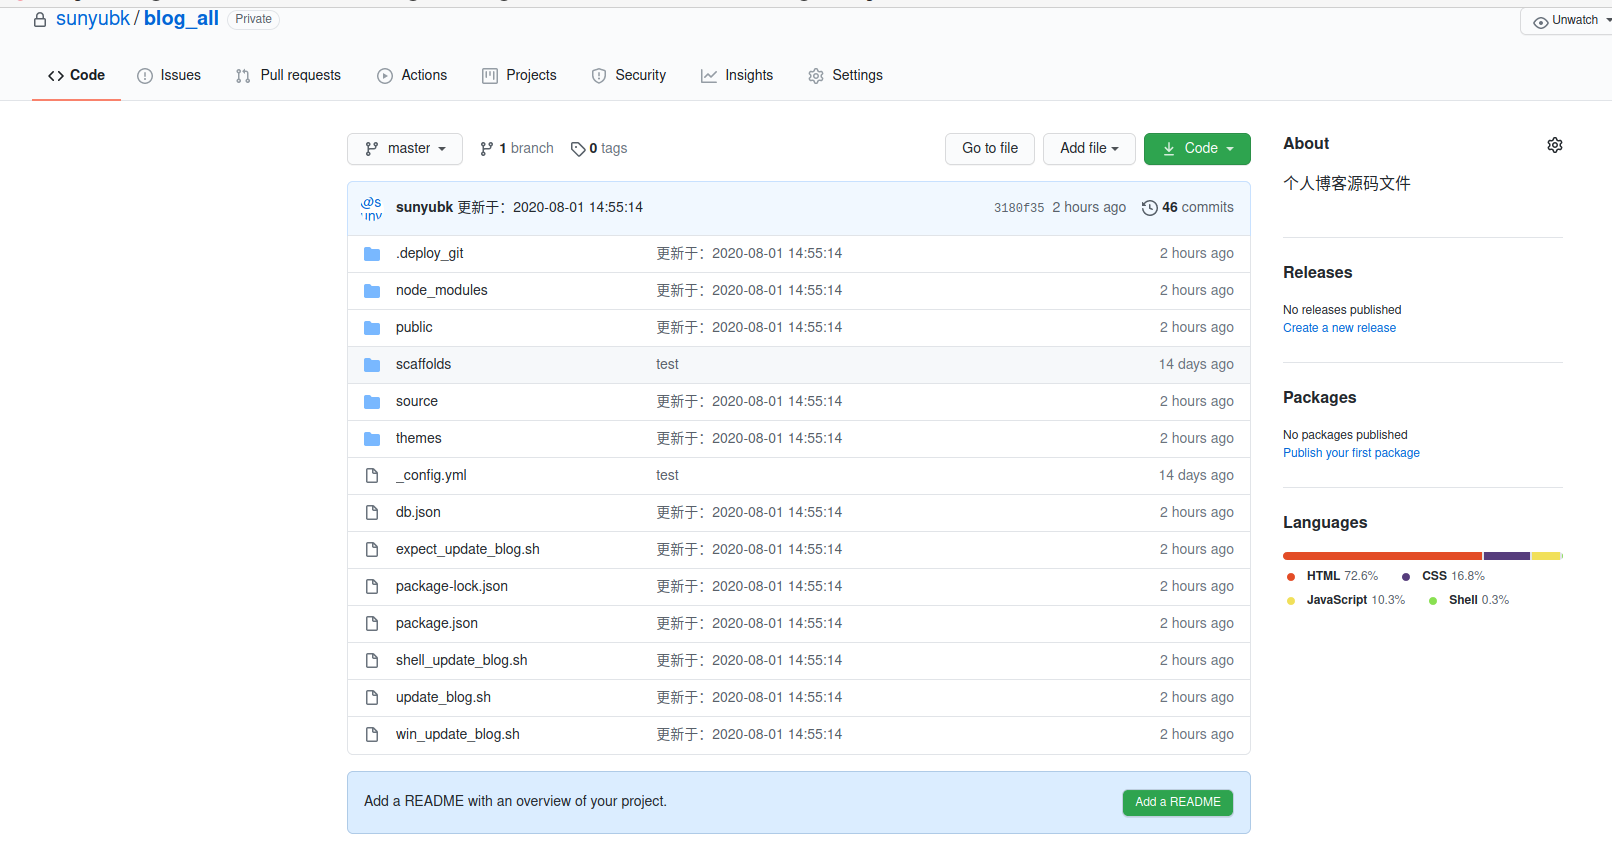 sunyubk / blog_all Private
Unwatch
Code Issues Pull requests Actions Projects Security Insights Settings
master 1 branch 0 tags Go to file Add file Code
sunyubk 更新于：2020-08-01 14:55:14 3180f35 2 hours ago 46 commits
.deploy_git 更新于：2020-08-01 14:55:14 2 hours ago
node_modules 更新于：2020-08-01 14:55:14 2 hours ago
public 更新于：2020-08-01 14:55:14 2 hours ago
scaffolds test 14 days ago
source 更新于：2020-08-01 14:55:14 2 hours ago
themes 更新于：2020-08-01 14:55:14 2 hours ago
_config.yml test 14 days ago
db.json 更新于：2020-08-01 14:55:14 2 hours ago
expect_update_blog.sh 更新于：2020-08-01 14:55:14 2 hours ago
package-lock.json 更新于：2020-08-01 14:55:14 2 hours ago
package.json 更新于：2020-08-01 14:55:14 2 hours ago
shell_update_blog.sh 更新于：2020-08-01 14:55:14 2 hours ago
update_blog.sh 更新于：2020-08-01 14:55:14 2 hours ago
win_update_blog.sh 更新于：2020-08-01 14:55:14 2 hours ago
Add a README with an overview of your project. Add a README
About
个人博客源码文件
Releases
No releases published
Create a new release
Packages
No packages published
Publish your first package
Languages
HTML 72.6% CSS 16.8%
JavaScript 10.3% Shell 0.3%